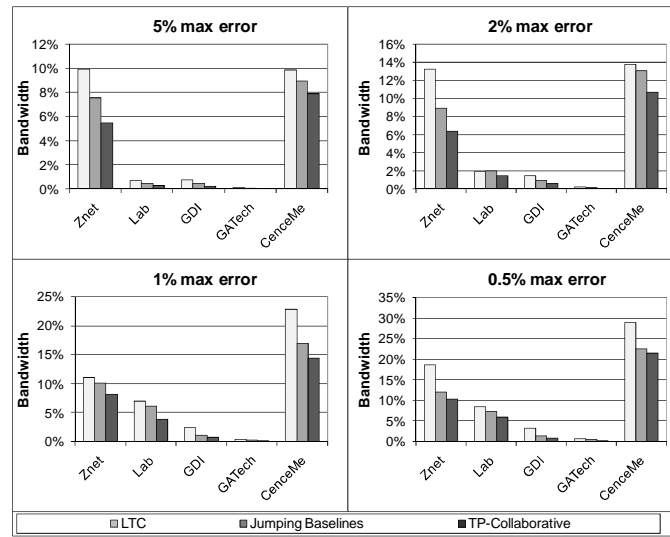 5% max error
12%
10%
8%
6%
4%
2%
0%
Bandwidth
Znet
Lab
GDI
GATech
CenceMe
2% max error
16%
14%
12%
10%
8%
6%
4%
2%
0%
Bandwidth
Znet
Lab
GDI
GATech
CenceMe
1% max error
25%
20%
15%
10%
5%
0%
Bandwidth
Znet
Lab
GDI
GATech
CenceMe
0.5% max error
35%
30%
25%
20%
15%
10%
5%
0%
Bandwidth
Znet
Lab
GDI
GATech
CenceMe
LTC
Jumping Baselines
TP-Collaborative